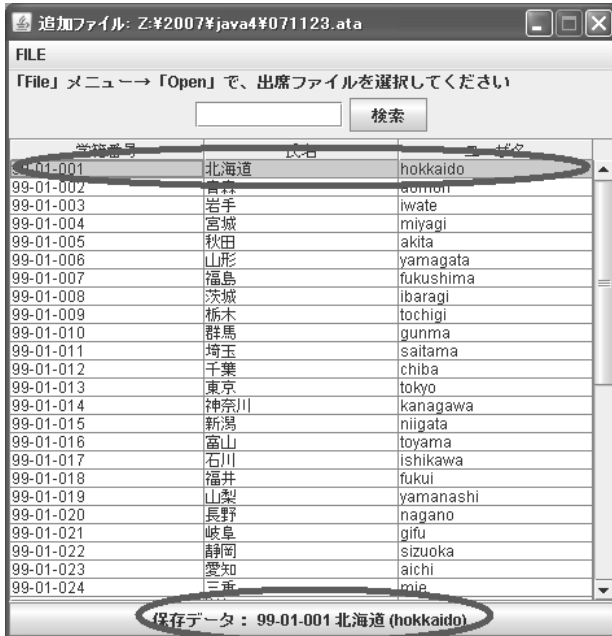 追加ファイル: Z:¥2007¥java4¥071123.ata
FILE
「File」メニュー→「Open」で、出席ファイルを選択してください
検索
学籍番号 氏名 ユーザ名
99-01-001 北海道 hokkaido
99-01-002 青森 aomori
99-01-003 岩手 iwate
99-01-004 宮城 miyagi
99-01-005 秋田 akita
99-01-006 山形 yamagata
99-01-007 福島 fukushima
99-01-008 茨城 ibaragi
99-01-009 栃木 tochigi
99-01-010 群馬 gunma
99-01-011 埼玉 saitama
99-01-012 千葉 chiba
99-01-013 東京 tokyo
99-01-014 神奈川 kanagawa
99-01-015 新潟 niigata
99-01-016 富山 toyama
99-01-017 石川 ishikawa
99-01-018 福井 fukui
99-01-019 山梨 yamanashi
99-01-020 長野 nagano
99-01-021 岐阜 gifu
99-01-022 静岡 sizuoka
99-01-023 愛知 aichi
99-01-024 三重 mie
保存データ： 99-01-001 北海道 (hokkaido)